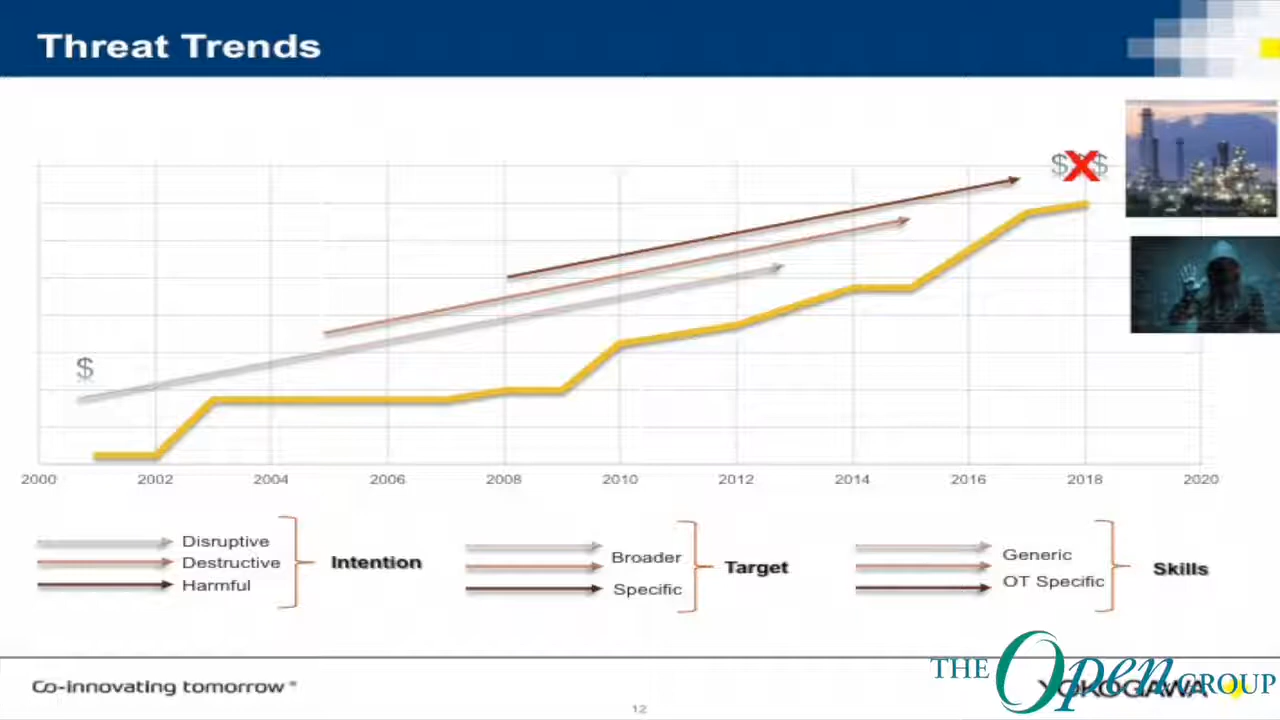 Threat Trends
$
$ X $
2000 2002 2004 2006 2008 2010 2012 2014 2016 2018 2020
Disruptive
Destructive
Harmful
Intention
Broader
Specific
Target
Generic
OT Specific
Skills
Co-innovating tomorrow
YOKOGAWA
THE Open GROUP
12